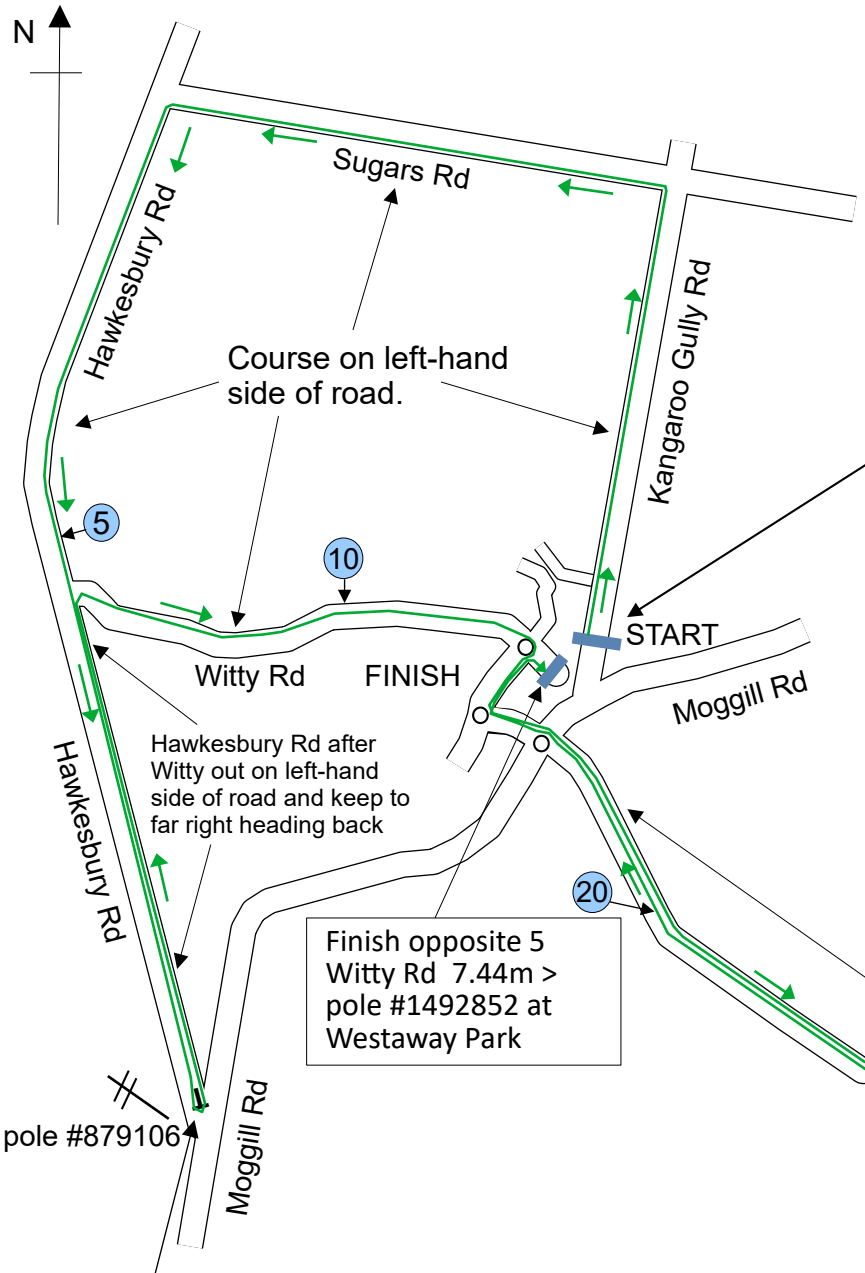 N
Sugars Rd
Hawkesbury Rd
Kangaroo Gully Rd
Course on left-hand
side of road.
5
10
START
Witty Rd
FINISH
Moggill Rd
Hawkesbury Rd after
Witty out on left-hand
side of road and keep to
far right heading back
Hawkesbury Rd
20
Finish opposite 5
Witty Rd 7.44m >
pole #1492852 at
Westaway Park
pole #879106
Moggill Rd